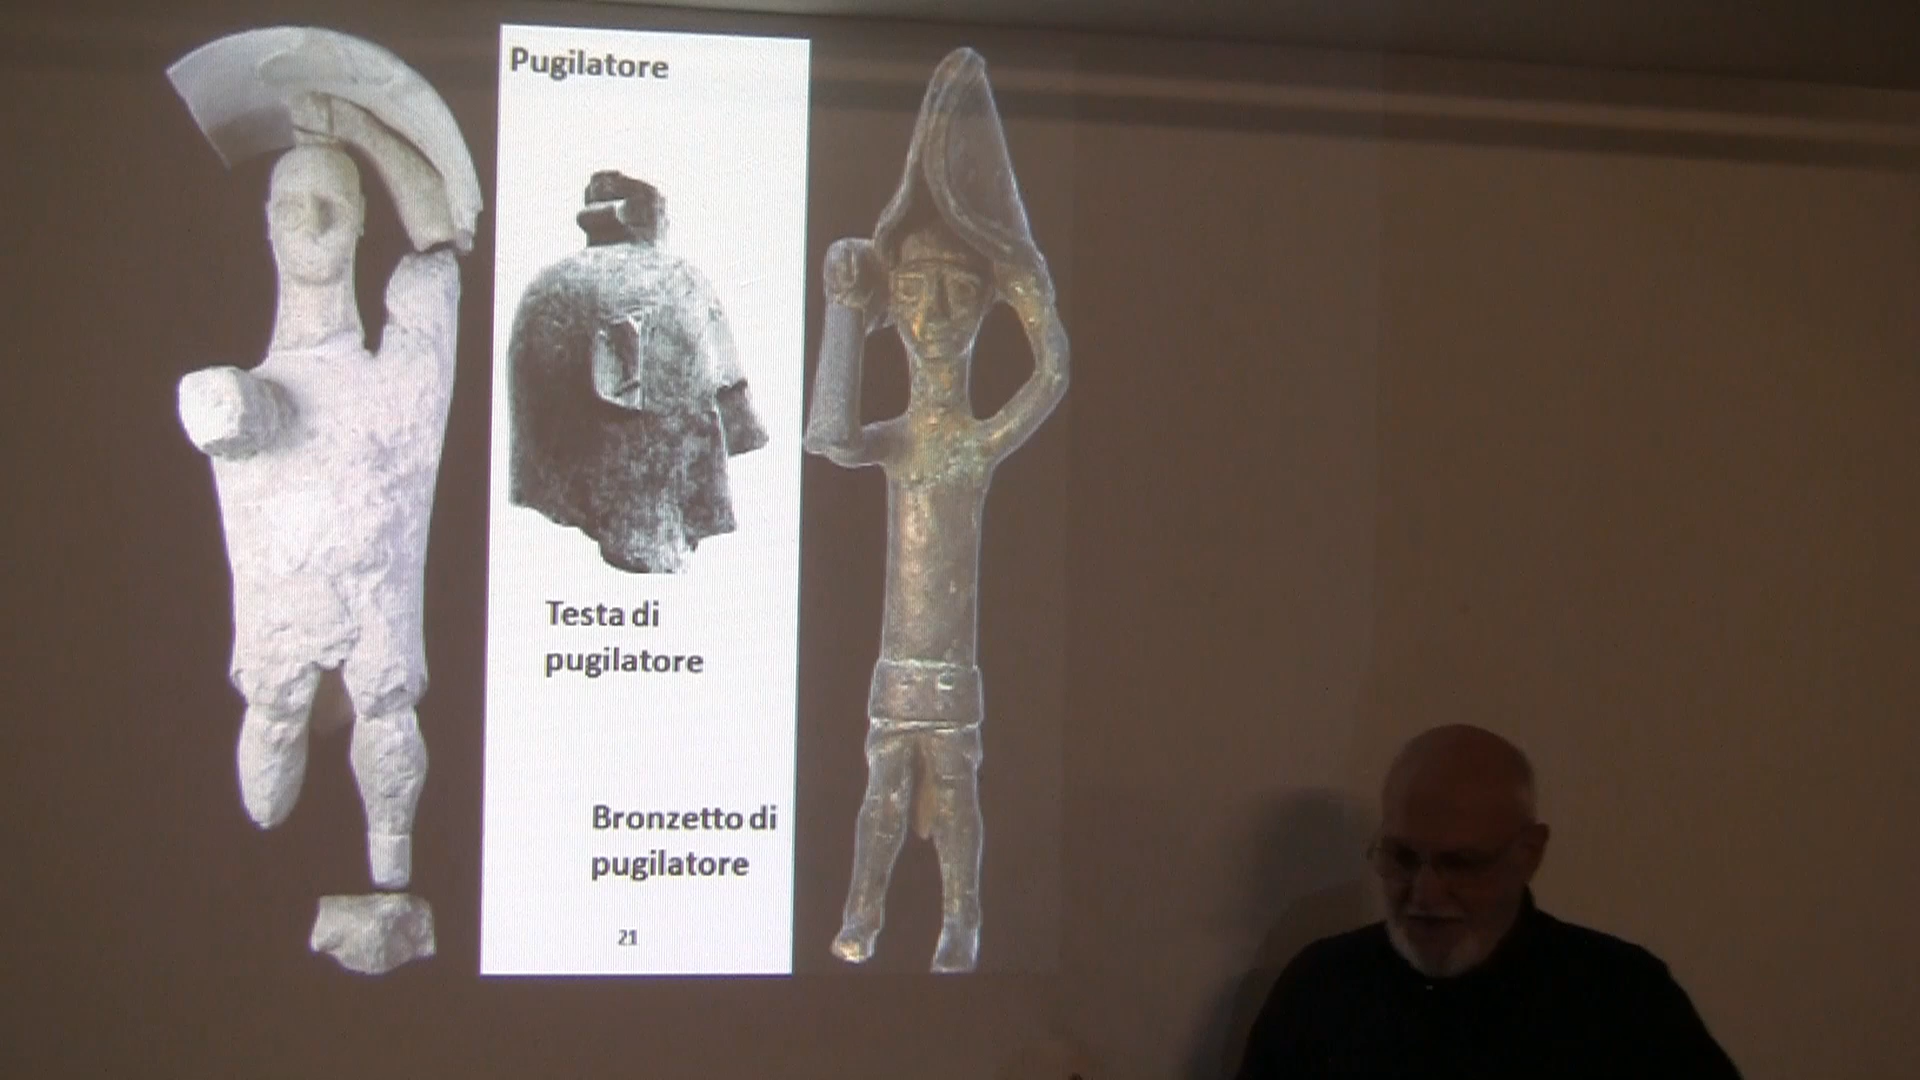 Pugilatore
Testa di
pugilatore
Bronzetto di
pugilatore
21